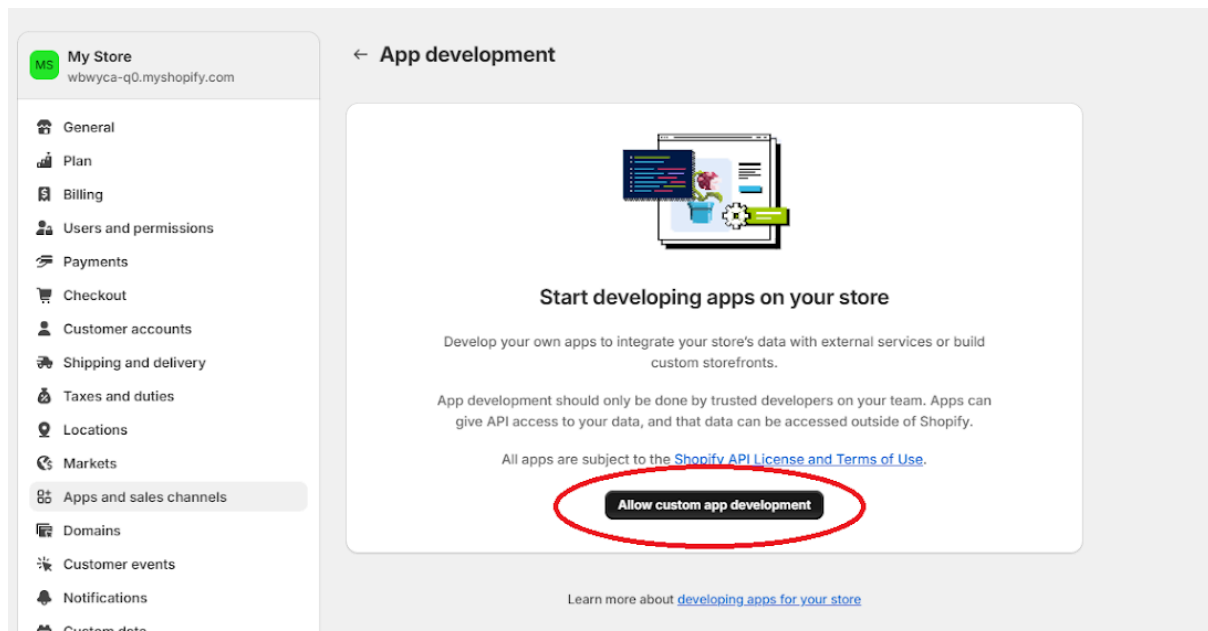 MS
My Store
wbwyca-q0.myshopify.com
General
Plan
Billing
Users and permissions
Payments
Checkout
Customer accounts
Shipping and delivery
Taxes and duties
Locations
Markets
Apps and sales channels
Domains
Customer events
Notifications
Custom data
← App development
Start developing apps on your store
Develop your own apps to integrate your store's data with external services or build
custom storefronts.
App development should only be done by trusted developers on your team. Apps can
give API access to your data, and that data can be accessed outside of Shopify.
All apps are subject to the Shopify API License and Terms of Use.
Allow custom app development
Learn more about developing apps for your store